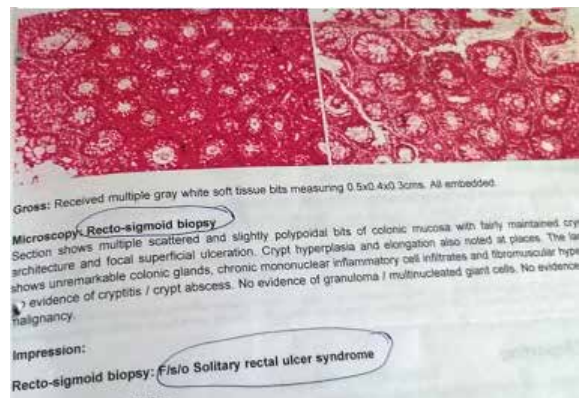 Gross: Received multiple gray white soft tissue bits measuring 0.5x0.4x0.3cms. All embedded.
Microscopy: Recto-sigmoid biopsy
Section shows multiple scattered and slightly polypoidal bits of colonic mucosa with fairly maintained
architecture and focal superficial ulceration. Crypt hyperplasia and elongation also noted at places. The
shows unremarkable colonic glands, chronic mononuclear inflammatory cell infiltrates and fibromuscular
evidence of cryptitis / crypt abscess. No evidence of granuloma / multinucleated giant cells. No evidence
malignancy.
Impression:
Recto-sigmoid biopsy: F/s/o Solitary rectal ulcer syndrome